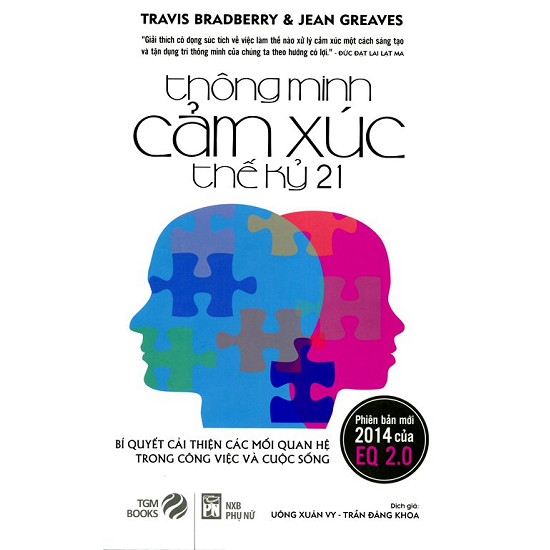 TRAVIS BRADBERRY & JEAN GREAVES
"Giải thích cô đọng súc tích về việc làm thế nào xử lý cảm xúc một cách sáng tạo
và tận dụng trí thông minh của chúng ta theo hướng có lợi." - ĐỨC ĐẠT LAI LẠT MA
thông minh
cảm xúc
thế kỷ 21
Phiên bản mới
2014 của
EQ 2.0
BÍ QUYẾT CẢI THIỆN CÁC MỐI QUAN HỆ
TRONG CÔNG VIỆC VÀ CUỘC SỐNG
TGM
BOOKS
PN
NXB
PHỤ NỮ
Dịch giả:
UÔNG XUÂN VY - TRẦN ĐĂNG KHOA